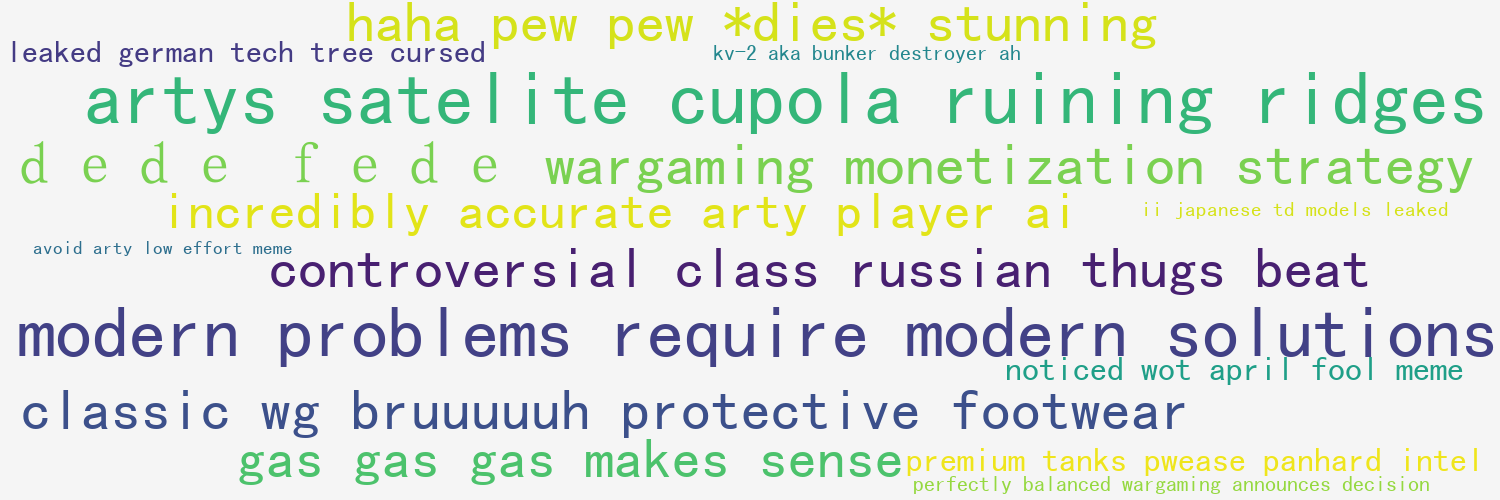 haha pew pew *dies* stunning
leaked german tech tree cursed
kv-2 aka bunker destroyer ah
artys satelite cupola ruining ridges
ｄｅｄｅ　ｆｅｄｅ
wargaming monetization strategy
incredibly accurate arty player ai
ii japanese td models leaked
avoid arty low effort meme
controversial class russian thugs beat
modern problems require modern solutions
noticed wot april fool meme
classic wg bruuuuuh protective footwear
gas gas gas makes sense
premium tanks pwease panhard intel
perfectly balanced wargaming announces decision